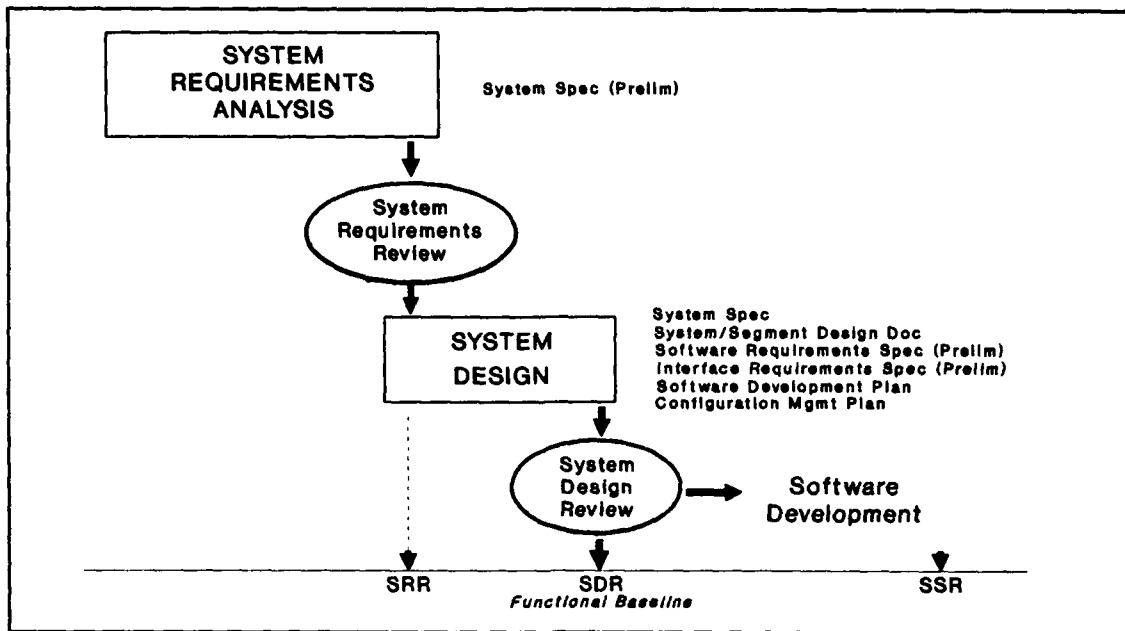 SYSTEM
REQUIREMENTS
ANALYSIS
System Spec (Prelim)
System
Requirements
Review
SYSTEM
DESIGN
System Spec
System/Segment Design Doc
Software Requirements Spec (Prelim)
Interface Requirements Spec (Prelim)
Software Development Plan
Configuration Mgmt Plan
System
Design
Review
Software
Development
SRR
SDR
SSR
Functional Baseline